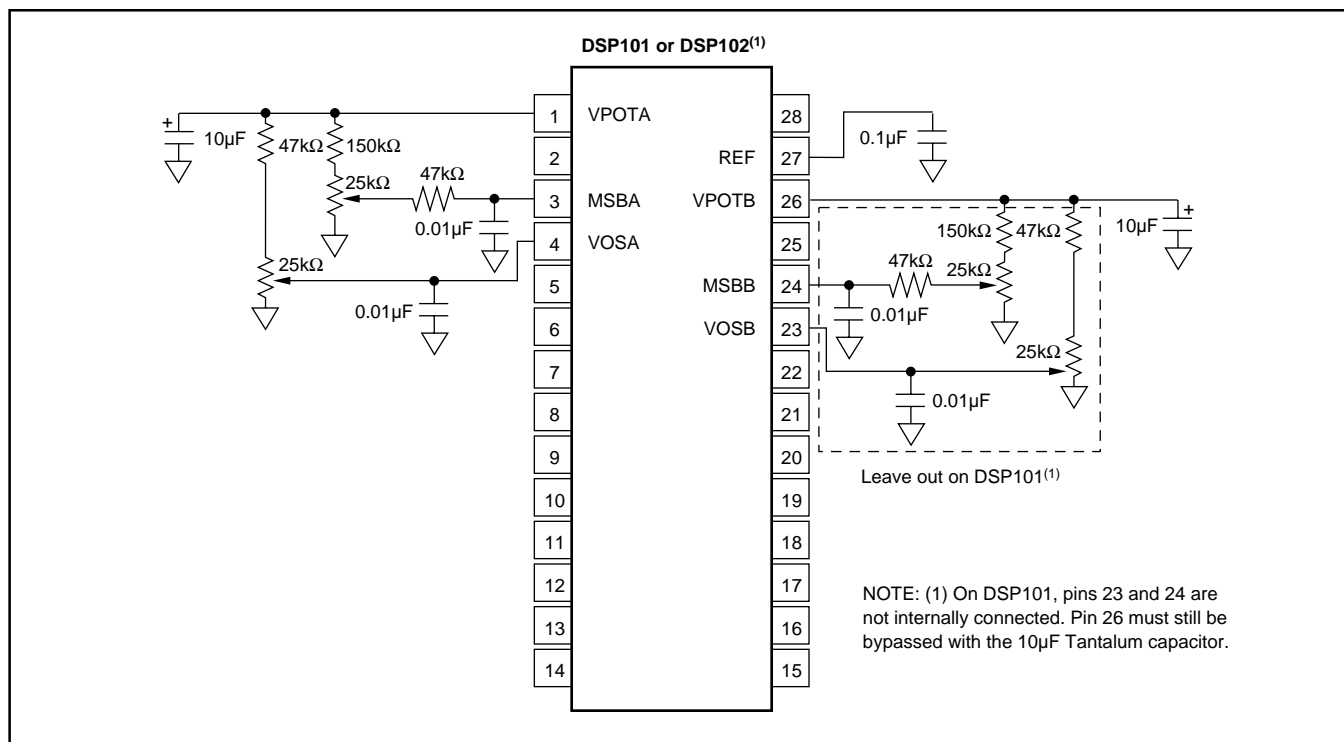 DSP101 or DSP102(1)
+
10µF
47kΩ
150kΩ
25kΩ
47kΩ
0.01µF
25kΩ
0.01µF
1
2
3
4
5
6
7
8
9
10
11
12
13
14
VPOTA
MSBA
VOSA
REF
VPOTB
MSBB
VOSB
28
27
26
25
24
23
22
21
20
19
18
17
16
15
0.1µF
150kΩ
47kΩ
10µF
+
47kΩ
25kΩ
0.01µF
25kΩ
0.01µF
Leave out on DSP101(1)
NOTE: (1) On DSP101, pins 23 and 24 are
not internally connected. Pin 26 must still be
bypassed with the 10µF Tantalum capacitor.